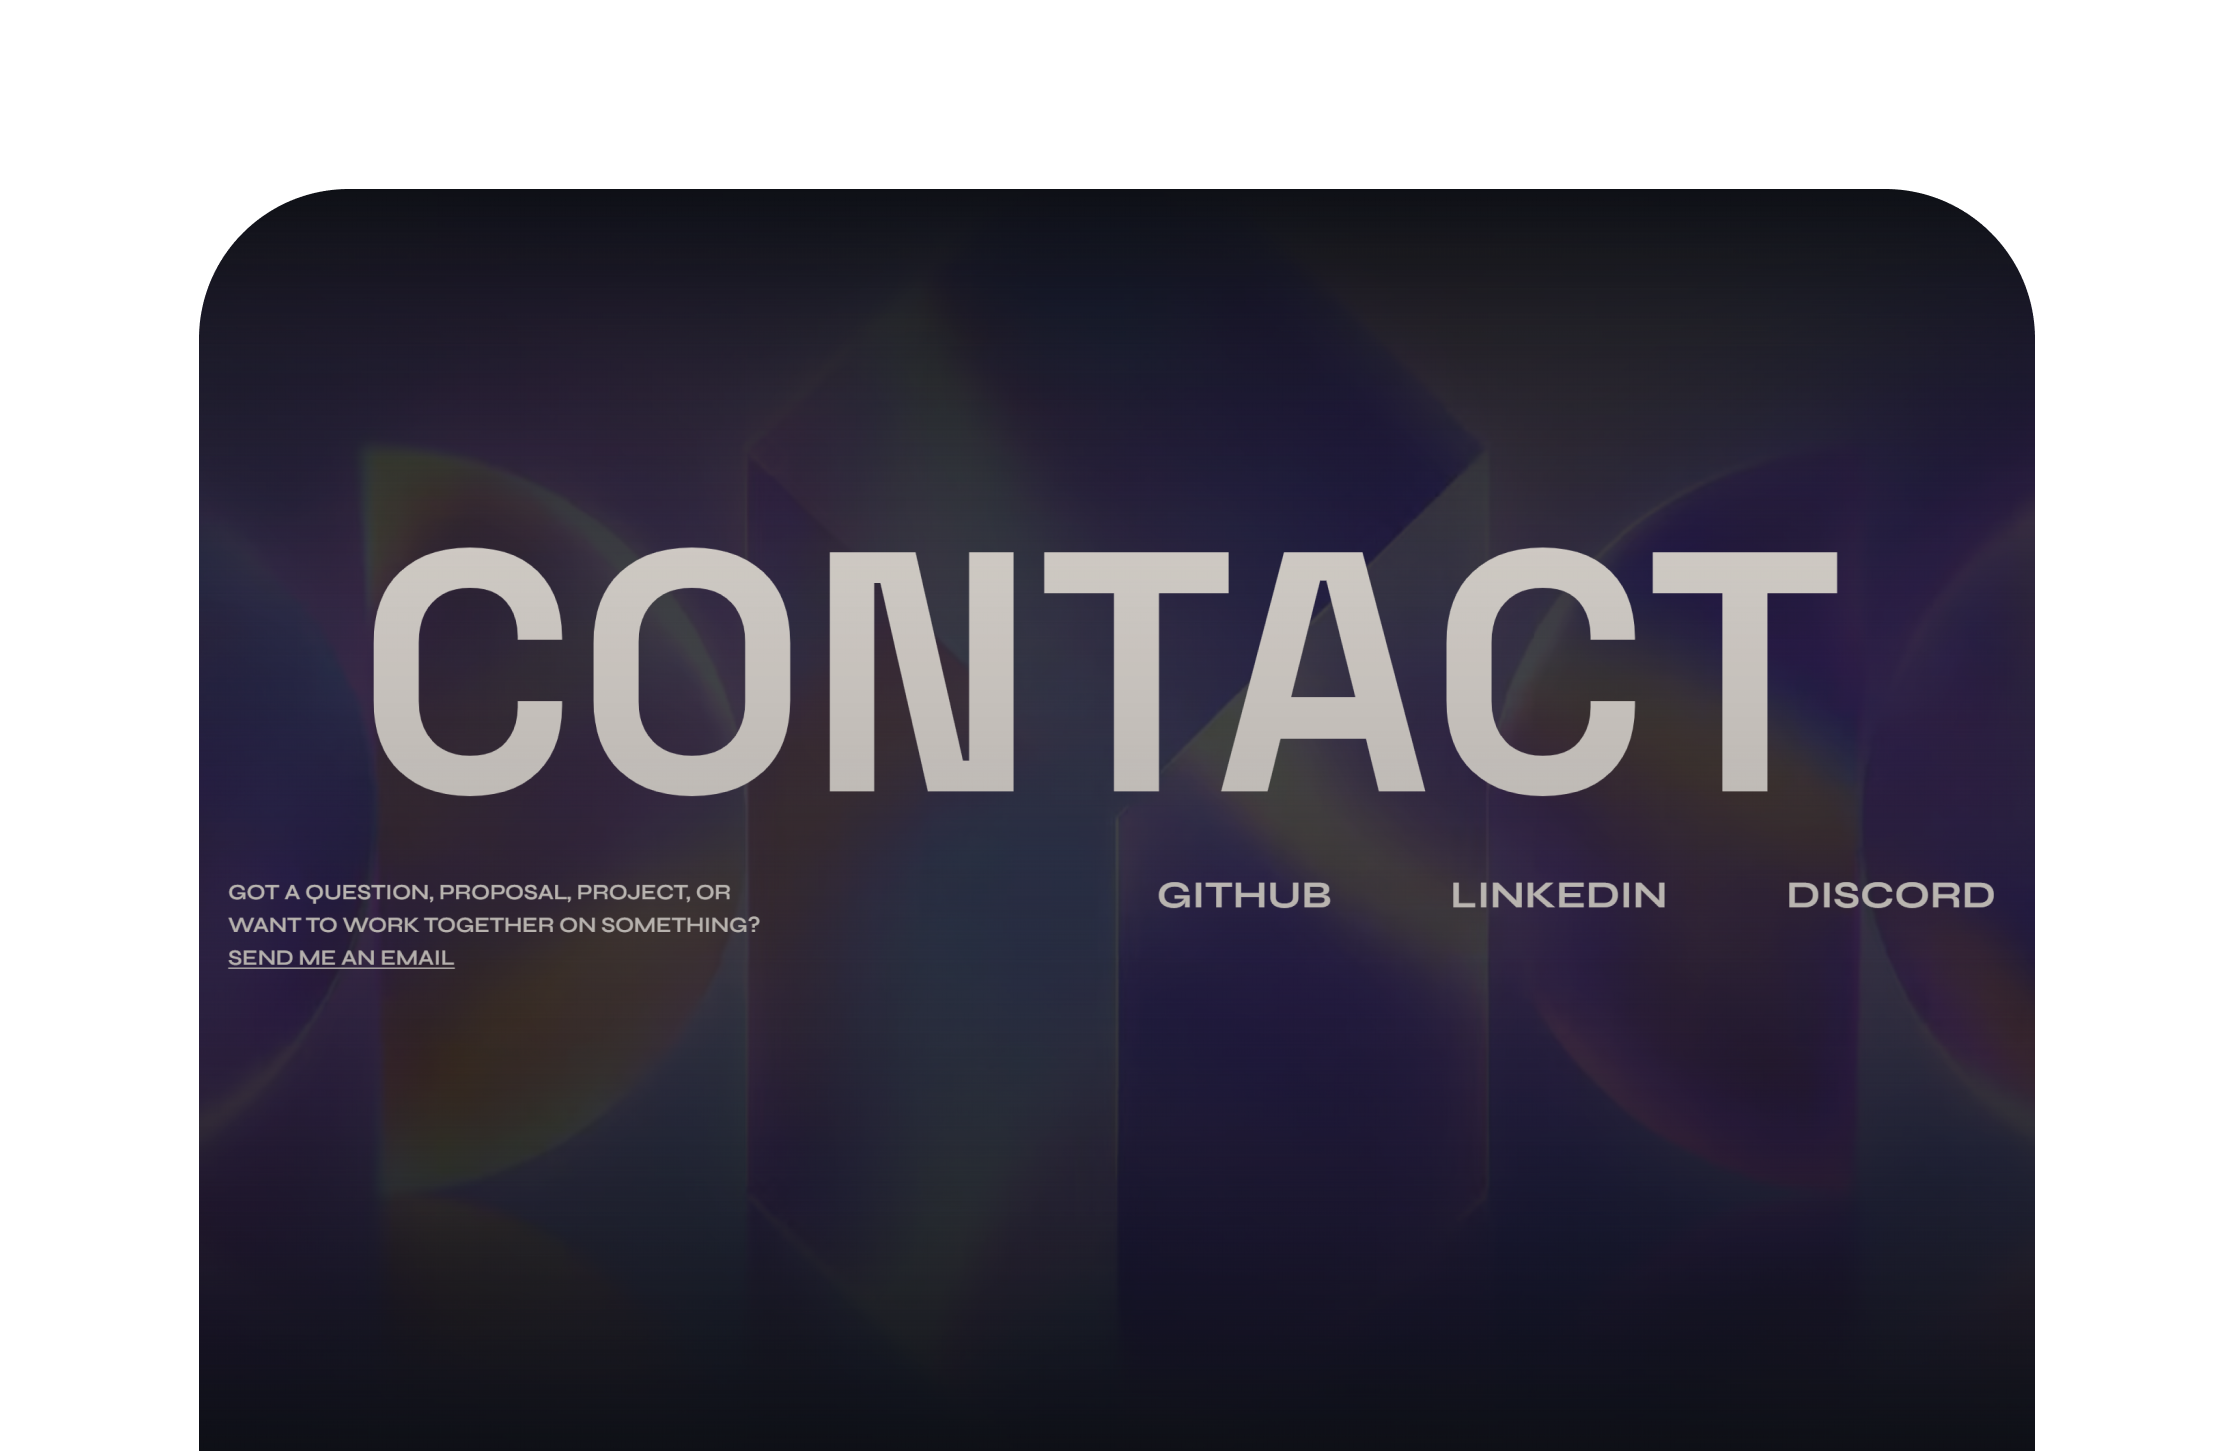 CONTACT
GOT A QUESTION, PROPOSAL, PROJECT, OR
WANT TO WORK TOGETHER ON SOMETHING?
SEND ME AN EMAIL
GITHUB
LINKEDIN
DISCORD